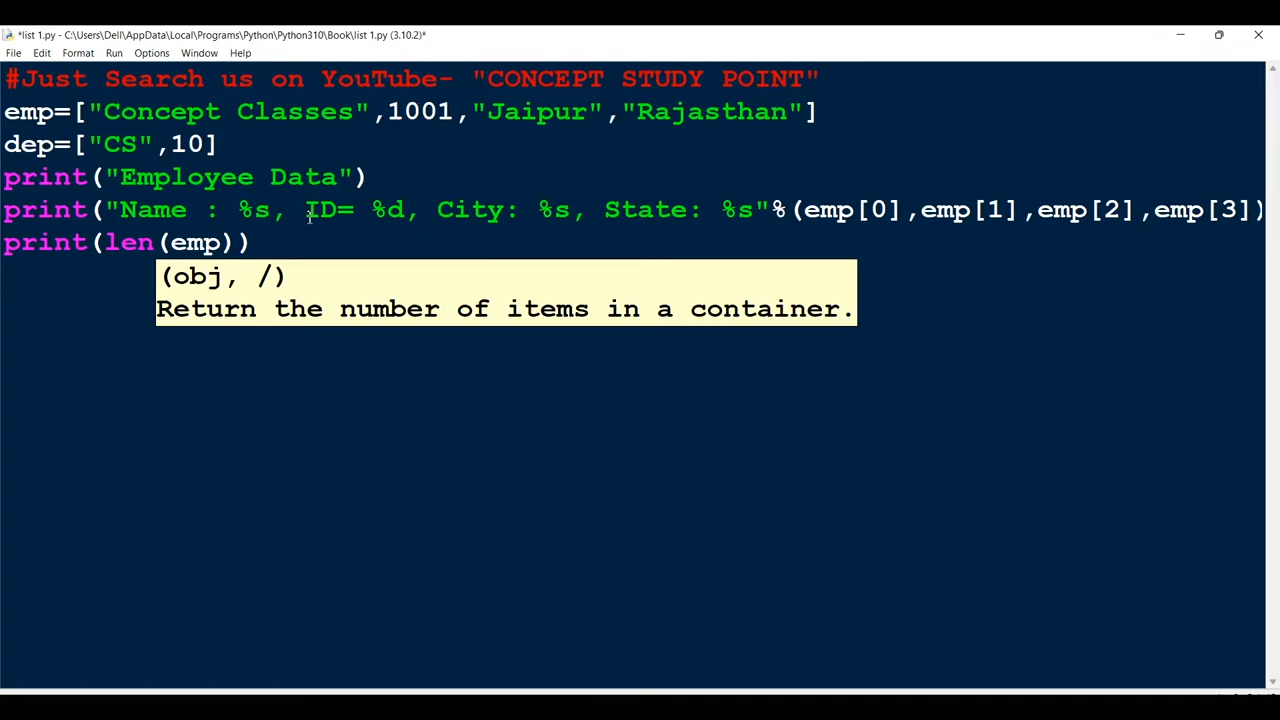 *list 1.py - C:\Users\Dell\AppData\Local\Programs\Python\Python310\Book\list 1.py (3.10.2)*
File Edit Format Run Options Window Help
#Just Search us on YouTube- "CONCEPT STUDY POINT"
emp=["Concept Classes",1001,"Jaipur","Rajasthan"]
dep=["CS",10]
print("Employee Data")
print("Name : %s, ID= %d, City: %s, State: %s"%(emp[0],emp[1],emp[2],emp[3])
print(len(emp))
(obj, /)
Return the number of items in a container.